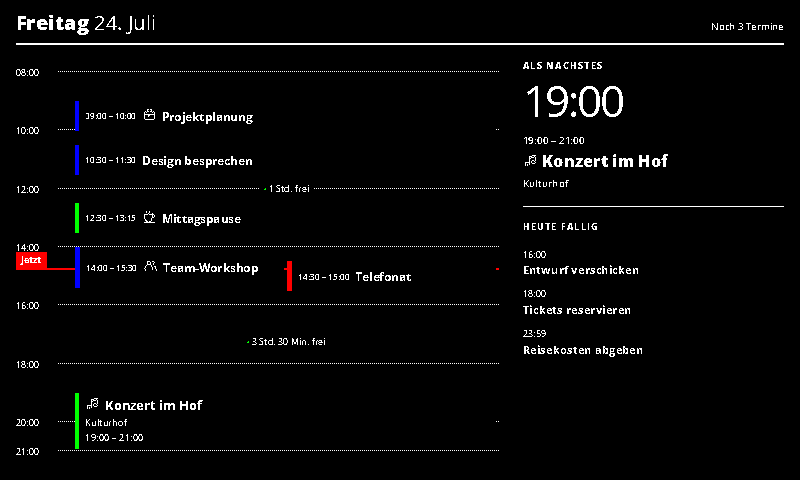 Freitag 24. Juli
Noch 3 Termine
08:00
09:00 – 10:00 Projektplanung
10:00
10:30 – 11:30 Design besprechen
12:00
1 Std. frei
12:30 – 13:15 Mittagspause
14:00
Jetzt
14:00 – 15:30 Team-Workshop
14:30 – 15:00 Telefonat
16:00
3 Std. 30 Min. frei
18:00
Konzert im Hof
Kulturhof
19:00 – 21:00
20:00
21:00
ALS NÄCHSTES
19:00
19:00 – 21:00
Konzert im Hof
Kulturhof
HEUTE FÄLLIG
16:00
Entwurf verschicken
18:00
Tickets reservieren
23:59
Reisekosten abgeben